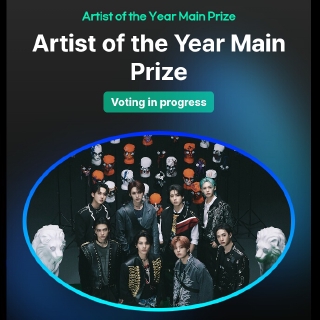 Artist of the Year Main Prize
Artist of the Year Main
Prize
Voting in progress